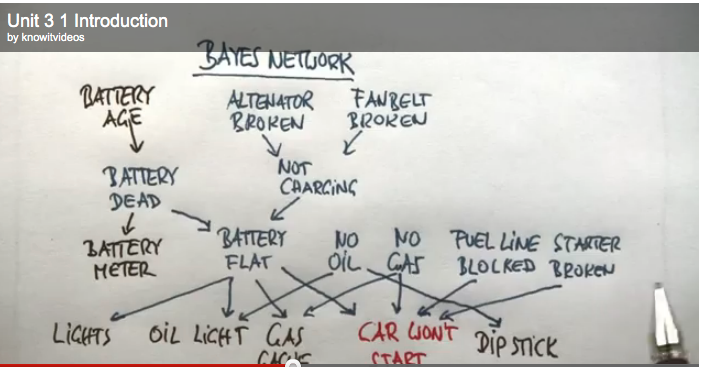 Unit 3 1 Introduction
by knowitvideos
BAYES NETWORK
BATTERY
AGE
ALTENATOR
BROKEN
FANBELT
BROKEN
BATTERY
DEAD
NOT
CHARGING
BATTERY
METER
BATTERY
FLAT
NO
OIL
NO
GAS
FUEL LINE
BLOCKED
STARTER
BROKEN
LIGHTS
OIL LIGHT
GAS
CAR WON'T
START
DIP STICK